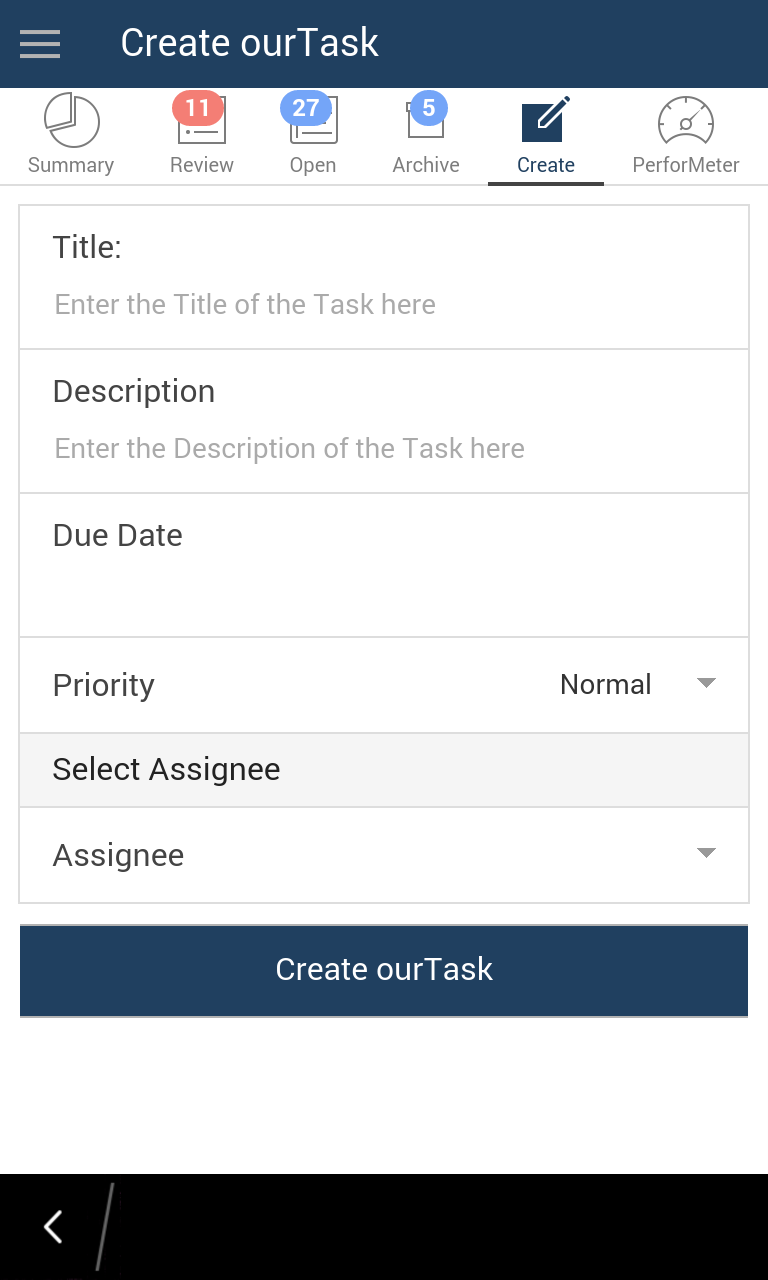 Create ourTask
11 27 5
Summary Review Open Archive Create PerforMeter
Title:
Enter the Title of the Task here
Description
Enter the Description of the Task here
Due Date
Priority Normal
Select Assignee
Assignee
Create ourTask